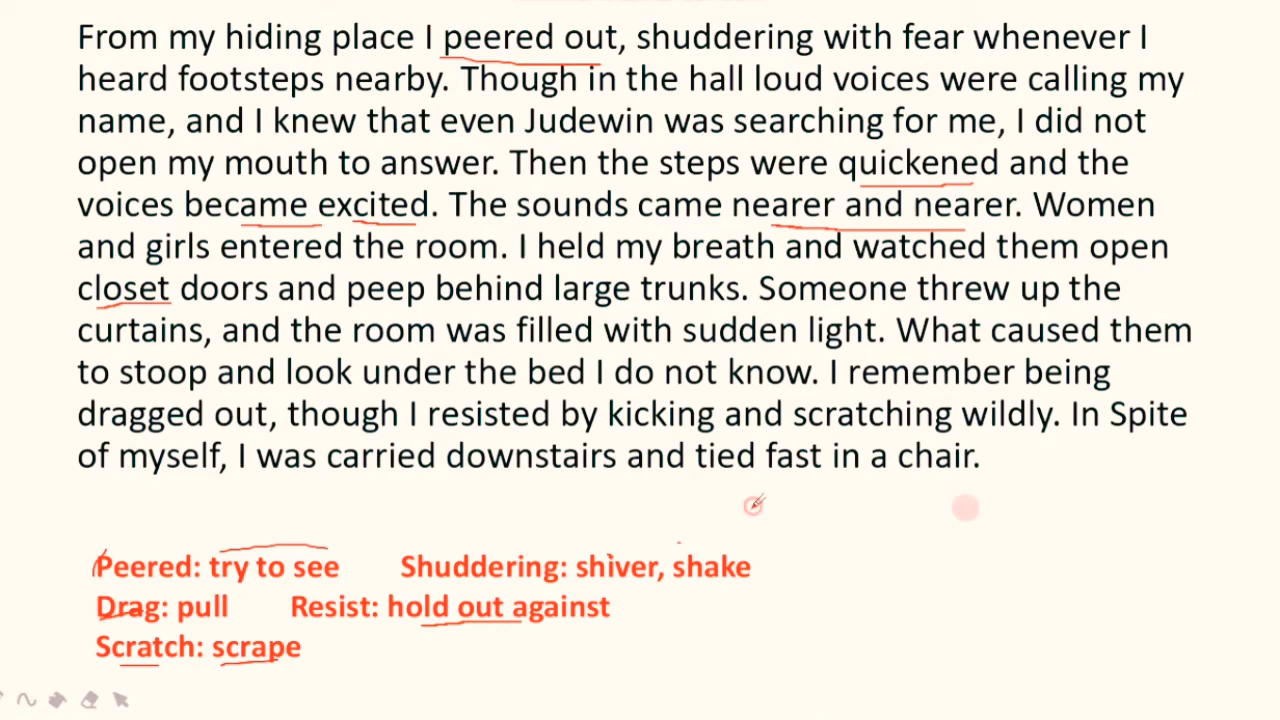 From my hiding place I peered out, shuddering with fear whenever I
heard footsteps nearby. Though in the hall loud voices were calling my
name, and I knew that even Judewin was searching for me, I did not
open my mouth to answer. Then the steps were quickened and the
voices became excited. The sounds came nearer and nearer. Women
and girls entered the room. I held my breath and watched them open
closet doors and peep behind large trunks. Someone threw up the
curtains, and the room was filled with sudden light. What caused them
to stoop and look under the bed I do not know. I remember being
dragged out, though I resisted by kicking and scratching wildly. In Spite
of myself, I was carried downstairs and tied fast in a chair.
Peered: try to see Shuddering: shiver, shake
Drag: pull Resist: hold out against
Scratch: scrape